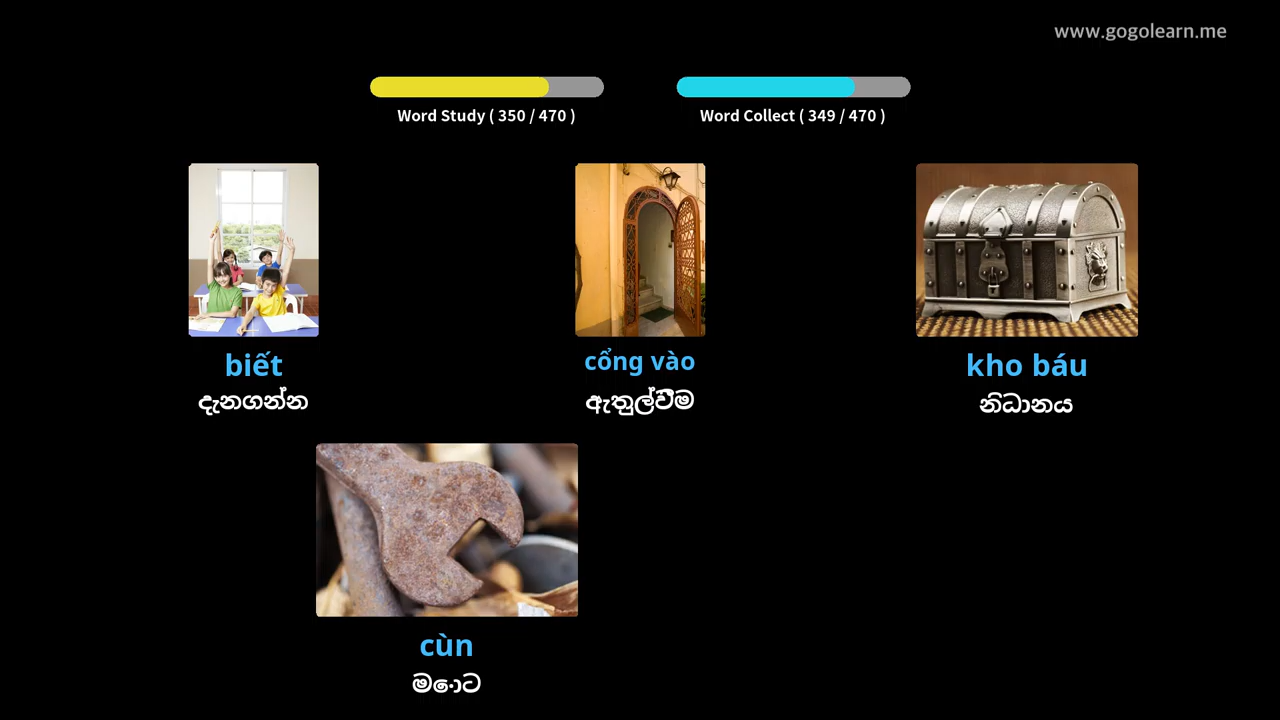 www.gogolearn.me
Word Study ( 350 / 470 )
Word Collect ( 349 / 470 )
biết
දැනගන්න
cổng vào
ඇතුල්වීම
kho báu
නිධානය
cùn
මොට